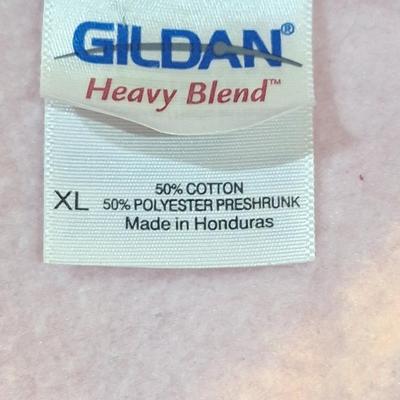 GILDAN®
Heavy Blend™
XL
50% COTTON
50% POLYESTER PRESHRUNK
Made in Honduras